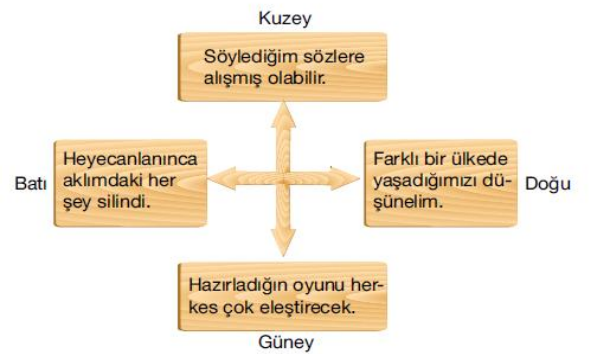 Kuzey
Söylediğim sözlere
alışmış olabilir.
Batı
Heyecanlanınca
aklımdaki her
şey silindi.
Farklı bir ülkede
yaşadığımızı dü-
şünelim.
Doğu
Hazırladığın oyunu her-
kes çok eleştirecek.
Güney